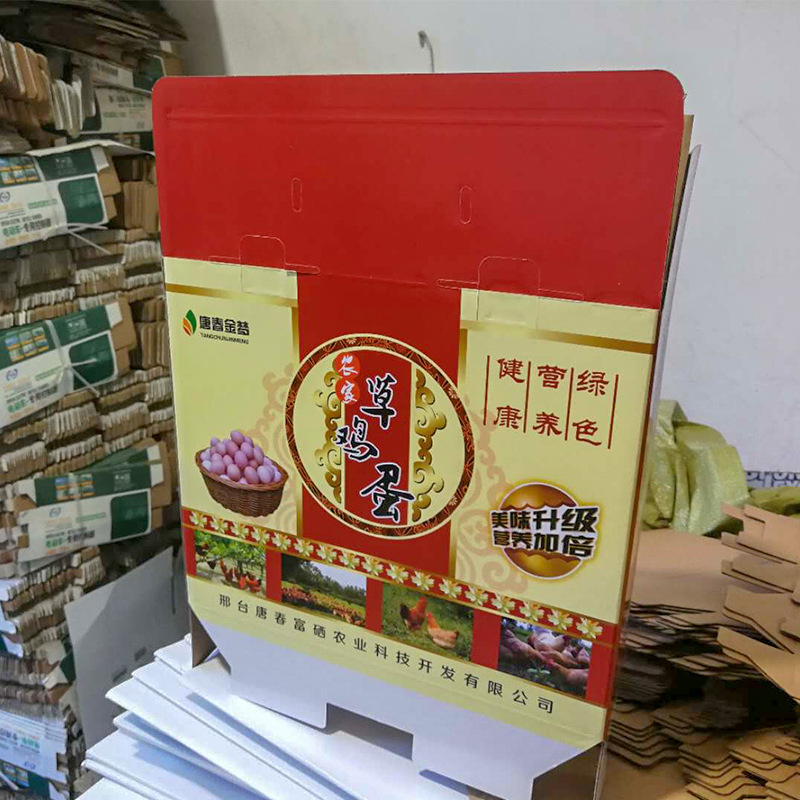 唐春金梦
TANGCHUNJINMENG
农家
草鸡蛋
绿色
营养
健康
美味升级
营养加倍
邢台唐春富硒农业科技开发有限公司